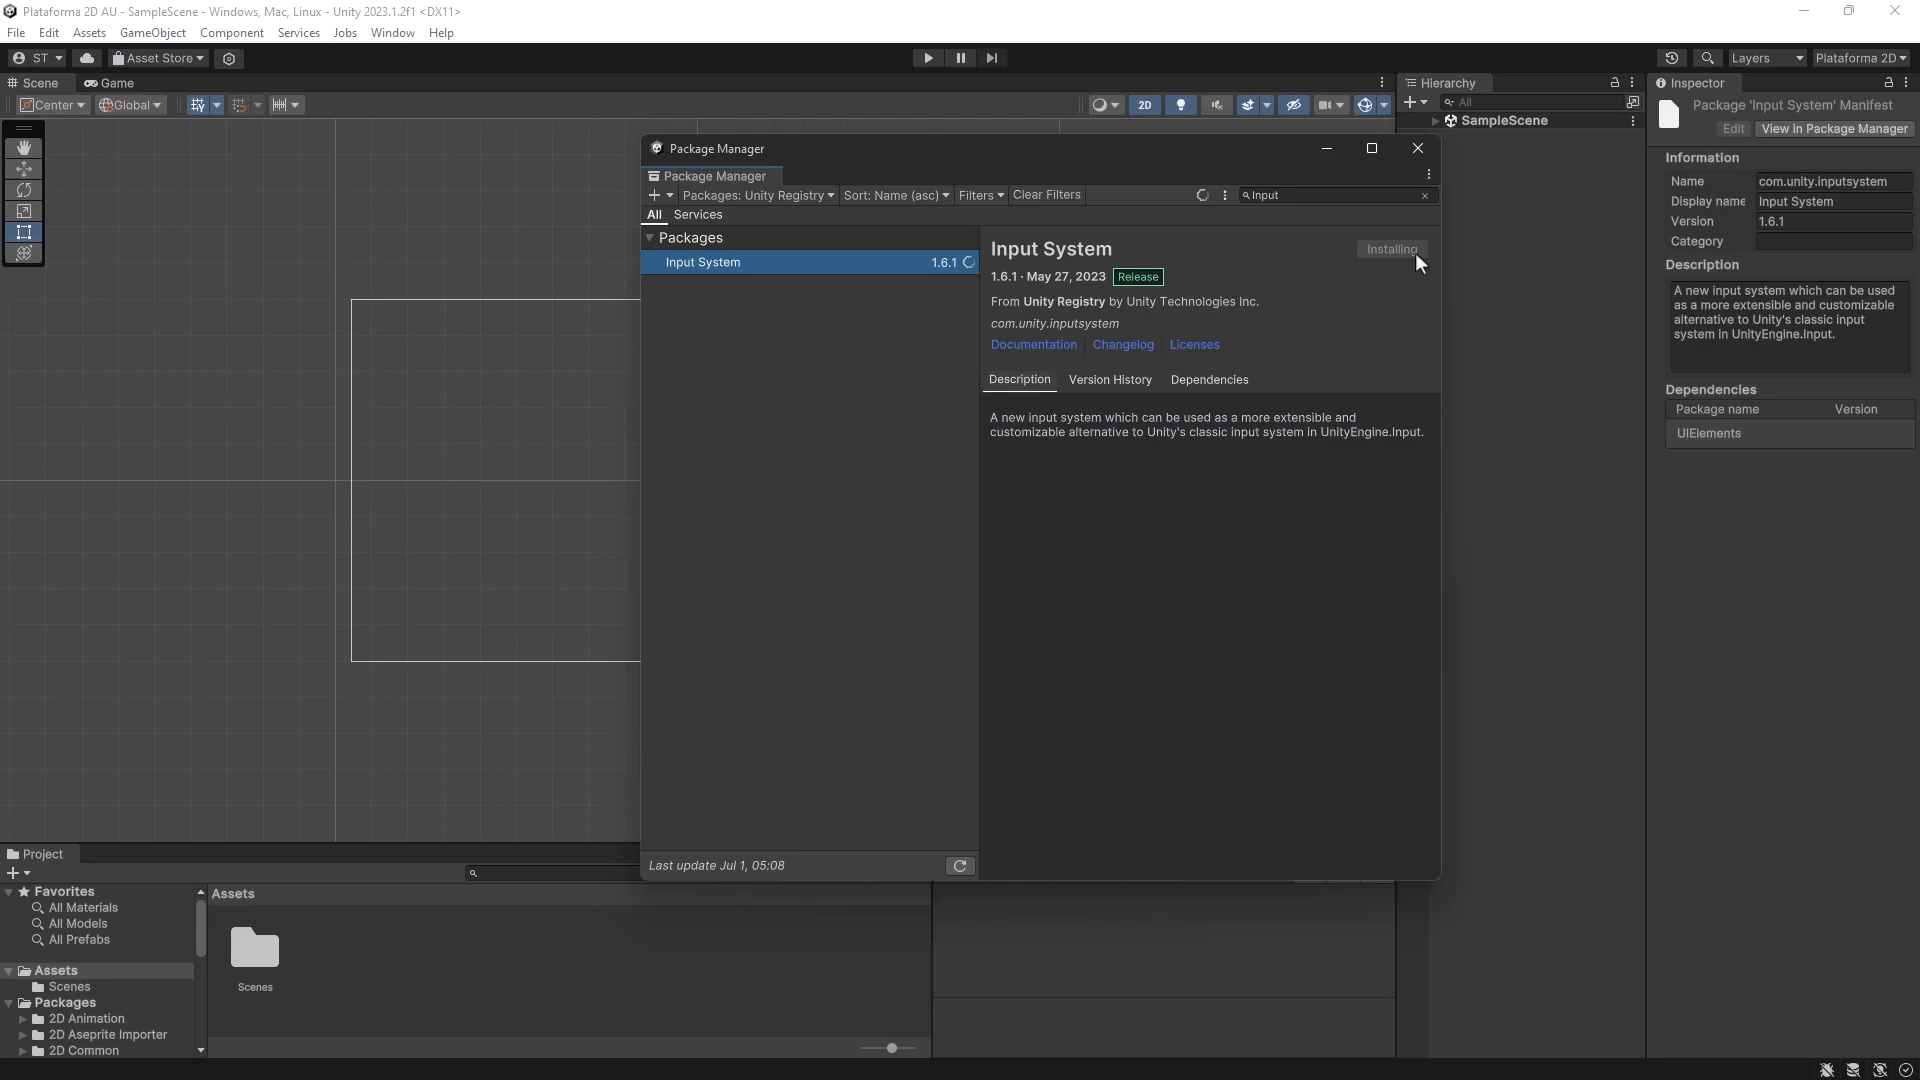 Plataforma 2D AU - SampleScene - Windows, Mac, Linux - Unity 2023.1.2f1 <DX11>
File Edit Assets GameObject Component Services Jobs Window Help
ST Asset Store Layers Plataforma 2D
Scene Game
Center Global 2D
Hierarchy
All
SampleScene
Inspector
Package 'Input System' Manifest
Edit View in Package Manager
Information
Name com.unity.inputsystem
Display name Input System
Version 1.6.1
Category
Description
A new input system which can be used
as a more extensible and customizable
alternative to Unity's classic input
system in UnityEngine.Input.
Dependencies
Package name Version
UIElements
Package Manager
Package Manager
Packages: Unity Registry Sort: Name (asc) Filters Clear Filters Input
All Services
Packages
Input System 1.6.1
Input System
Installing
1.6.1 · May 27, 2023 Release
From Unity Registry by Unity Technologies Inc.
com.unity.inputsystem
Documentation Changelog Licenses
Description Version History Dependencies
A new input system which can be used as a more extensible and
customizable alternative to Unity's classic input system in UnityEngine.Input.
Last update Jul 1, 05:08
Project
Favorites
All Materials
All Models
All Prefabs
Assets
Scenes
Packages
2D Animation
2D Aseprite Importer
2D Common
Assets
Scenes